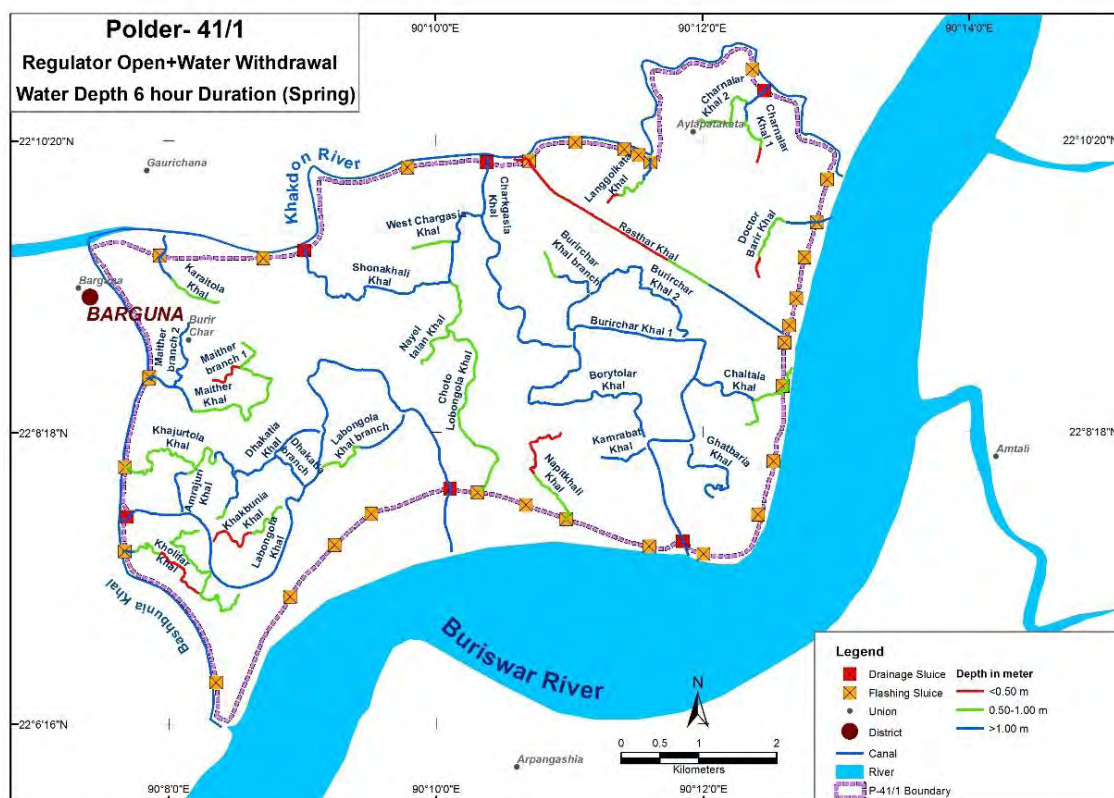 Polder- 41/1
Regulator Open+Water Withdrawal
Water Depth 6 hour Duration (Spring)
90°10'0"E
90°12'0"E
90°14'0"E
22°10'20"N
22°10'20"N
Gaurichana
Khakdon River
Charnalar
Khal 2
Aylapatakata
Charnalar
Khal 1
Langgolkata
Khal
Charkgasia
Khal
West Chargasia
Khal
Rasthar Khal
Doctor
Barir Khal
Burirchar
Khal branch
Burirchar
Khal 2
Shonakhali
Khal
Karaitola
Khal
Barguna
BARGUNA
Burir
Char
Maither
branch 2
Maither
branch 1
Maither
Khal
Nayel
talan Khal
Choto
Lobongola Khal
Burirchar Khal 1
Borytolar
Khal
Chaltala
Khal
22°8'18"N
22°8'18"N
Amtali
Khajurtola
Khal
Dhakatia
Khal
Dhakatia
branch
Labongola
Khal branch
Kamrabat
Khal
Ghatbaria
Khal
Napitkhali
Khal
Amrajuri
Khal
Khakbunia
Khal
Labongola
Khal
Kholifar
Khal
Bashbunia Khal
Buriswar River
22°6'16"N
Arpangashia
N
0 0.5 1 2
Kilometers
Legend
Drainage Sluice
Flashing Sluice
Union
District
Canal
River
P-41/1 Boundary
Depth in meter
<0.50 m
0.50-1.00 m
>1.00 m
90°8'0"E
90°10'0"E
90°12'0"E